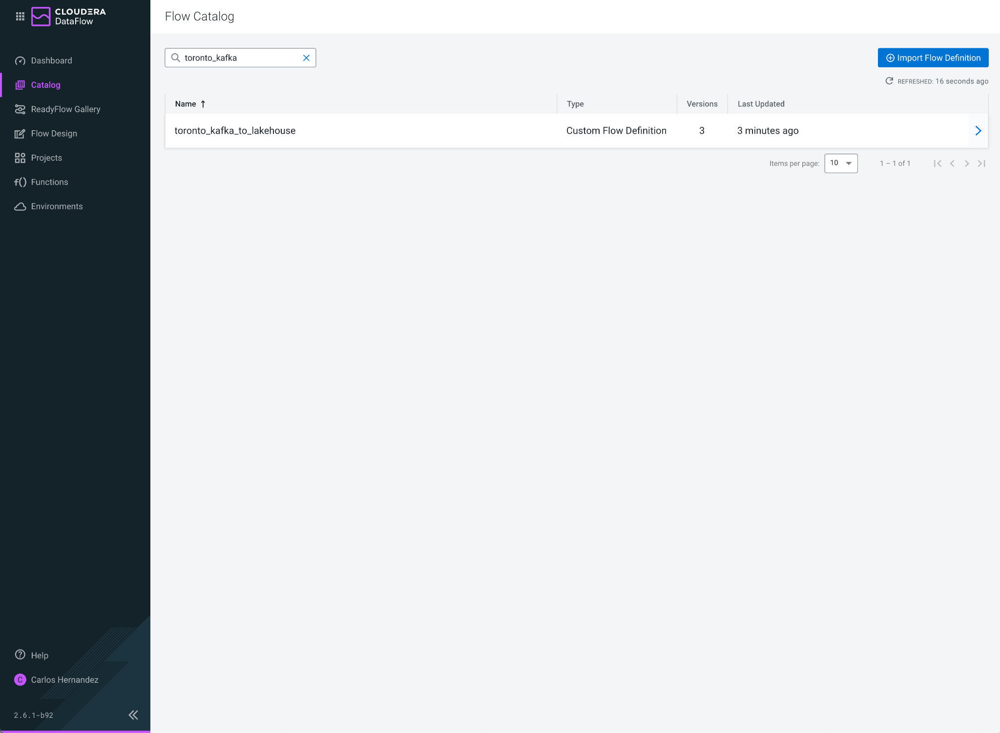 CLOUDERA
DataFlow
Dashboard
Catalog
ReadyFlow Gallery
Flow Design
Projects
f() Functions
Environments
Help
C Carlos Hernandez
2.6.1-b92
Flow Catalog
toronto_kafka
Import Flow Definition
REFRESHED: 16 seconds ago
Name Type Versions Last Updated
toronto_kafka_to_lakehouse Custom Flow Definition 3 3 minutes ago
Items per page: 10 1 – 1 of 1